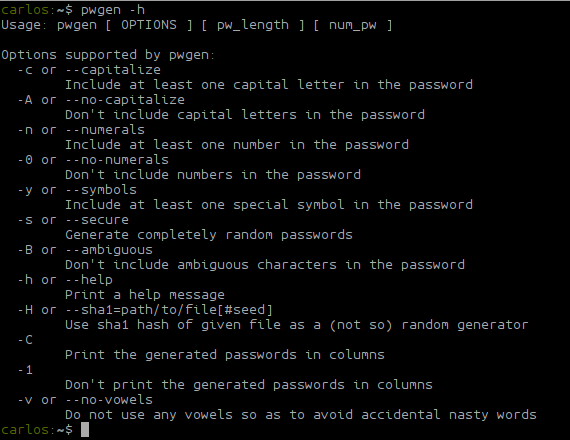 carlos:~$ pwgen -h
Usage: pwgen [ OPTIONS ] [ pw_length ] [ num_pw ]

Options supported by pwgen:
  -c or --capitalize
        Include at least one capital letter in the password
  -A or --no-capitalize
        Don't include capital letters in the password
  -n or --numerals
        Include at least one number in the password
  -0 or --no-numerals
        Don't include numbers in the password
  -y or --symbols
        Include at least one special symbol in the password
  -s or --secure
        Generate completely random passwords
  -B or --ambiguous
        Don't include ambiguous characters in the password
  -h or --help
        Print a help message
  -H or --sha1=path/to/file[#seed]
        Use sha1 hash of given file as a (not so) random generator
  -C
        Print the generated passwords in columns
  -1
        Don't print the generated passwords in columns
  -v or --no-vowels
        Do not use any vowels so as to avoid accidental nasty words
carlos:~$